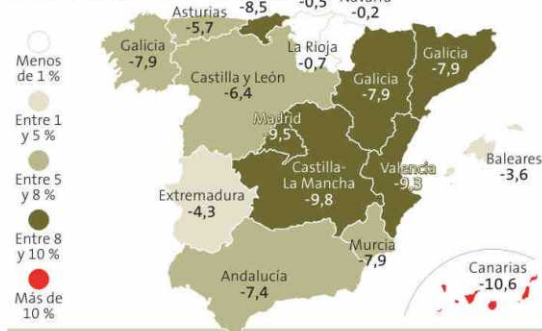 Asturias
-5,7
-8,5
-0,5
Navarra
-0,2
Galicia
-7,9
La Rioja
-0,7
Galicia
-7,9
Galicia
-7,9
Castilla y León
-6,4
Madrid
-9,5
Castilla-
La Mancha
-9,8
Valencia
-9,3
Baleares
-3,6
Extremadura
-4,3
Murcia
-7,9
Andalucía
-7,4
Canarias
-10,6
Menos
de 1 %
Entre 1
y 5 %
Entre 5
y 8 %
Entre 8
y 10 %
Más de
10 %